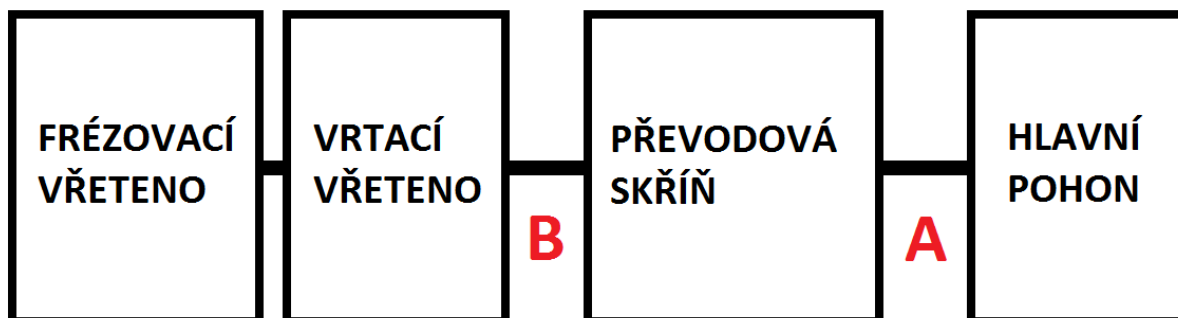 FRÉZOVACÍ
VŘETENO
VRTACÍ
VŘETENO
B
PŘEVODOVÁ
SKŘÍŇ
A
HLAVNÍ
POHON